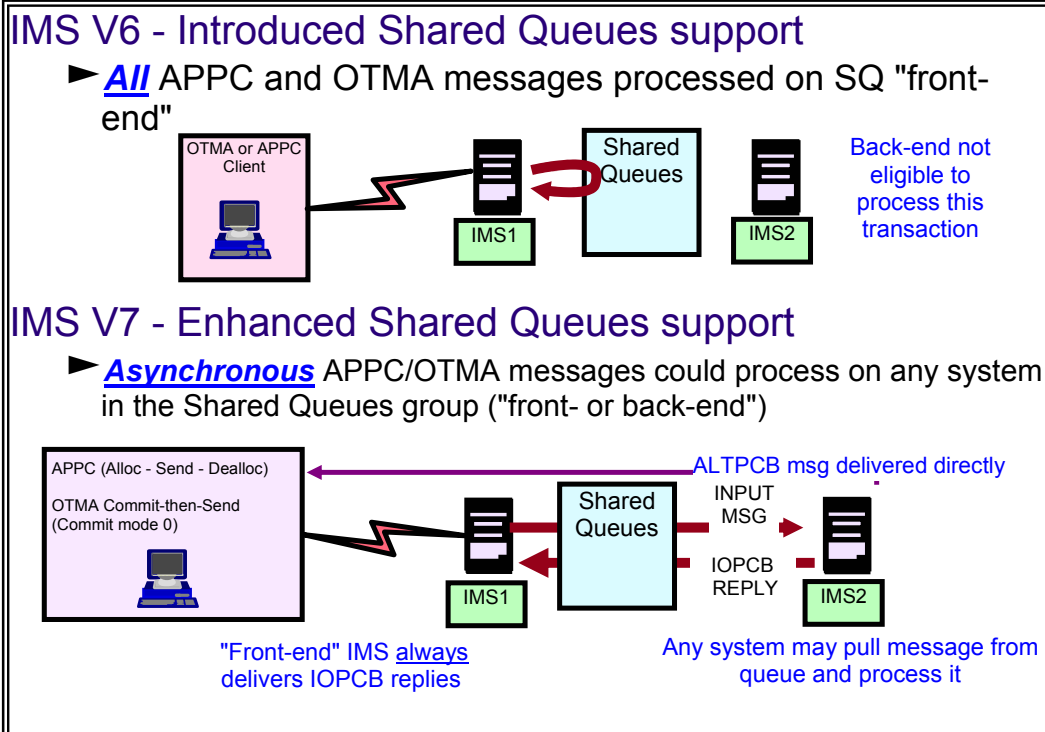 IMS V6 - Introduced Shared Queues support
► All APPC and OTMA messages processed on SQ "front-
end"
OTMA or APPC
Client
IMS1
Shared
Queues
IMS2
Back-end not
eligible to
process this
transaction
IMS V7 - Enhanced Shared Queues support
► Asynchronous APPC/OTMA messages could process on any system
in the Shared Queues group ("front- or back-end")
APPC (Alloc - Send - Dealloc)
OTMA Commit-then-Send
(Commit mode 0)
ALTPCB msg delivered directly
IMS1
Shared
Queues
INPUT
MSG
IOPCB
REPLY
IMS2
"Front-end" IMS always
delivers IOPCB replies
Any system may pull message from
queue and process it